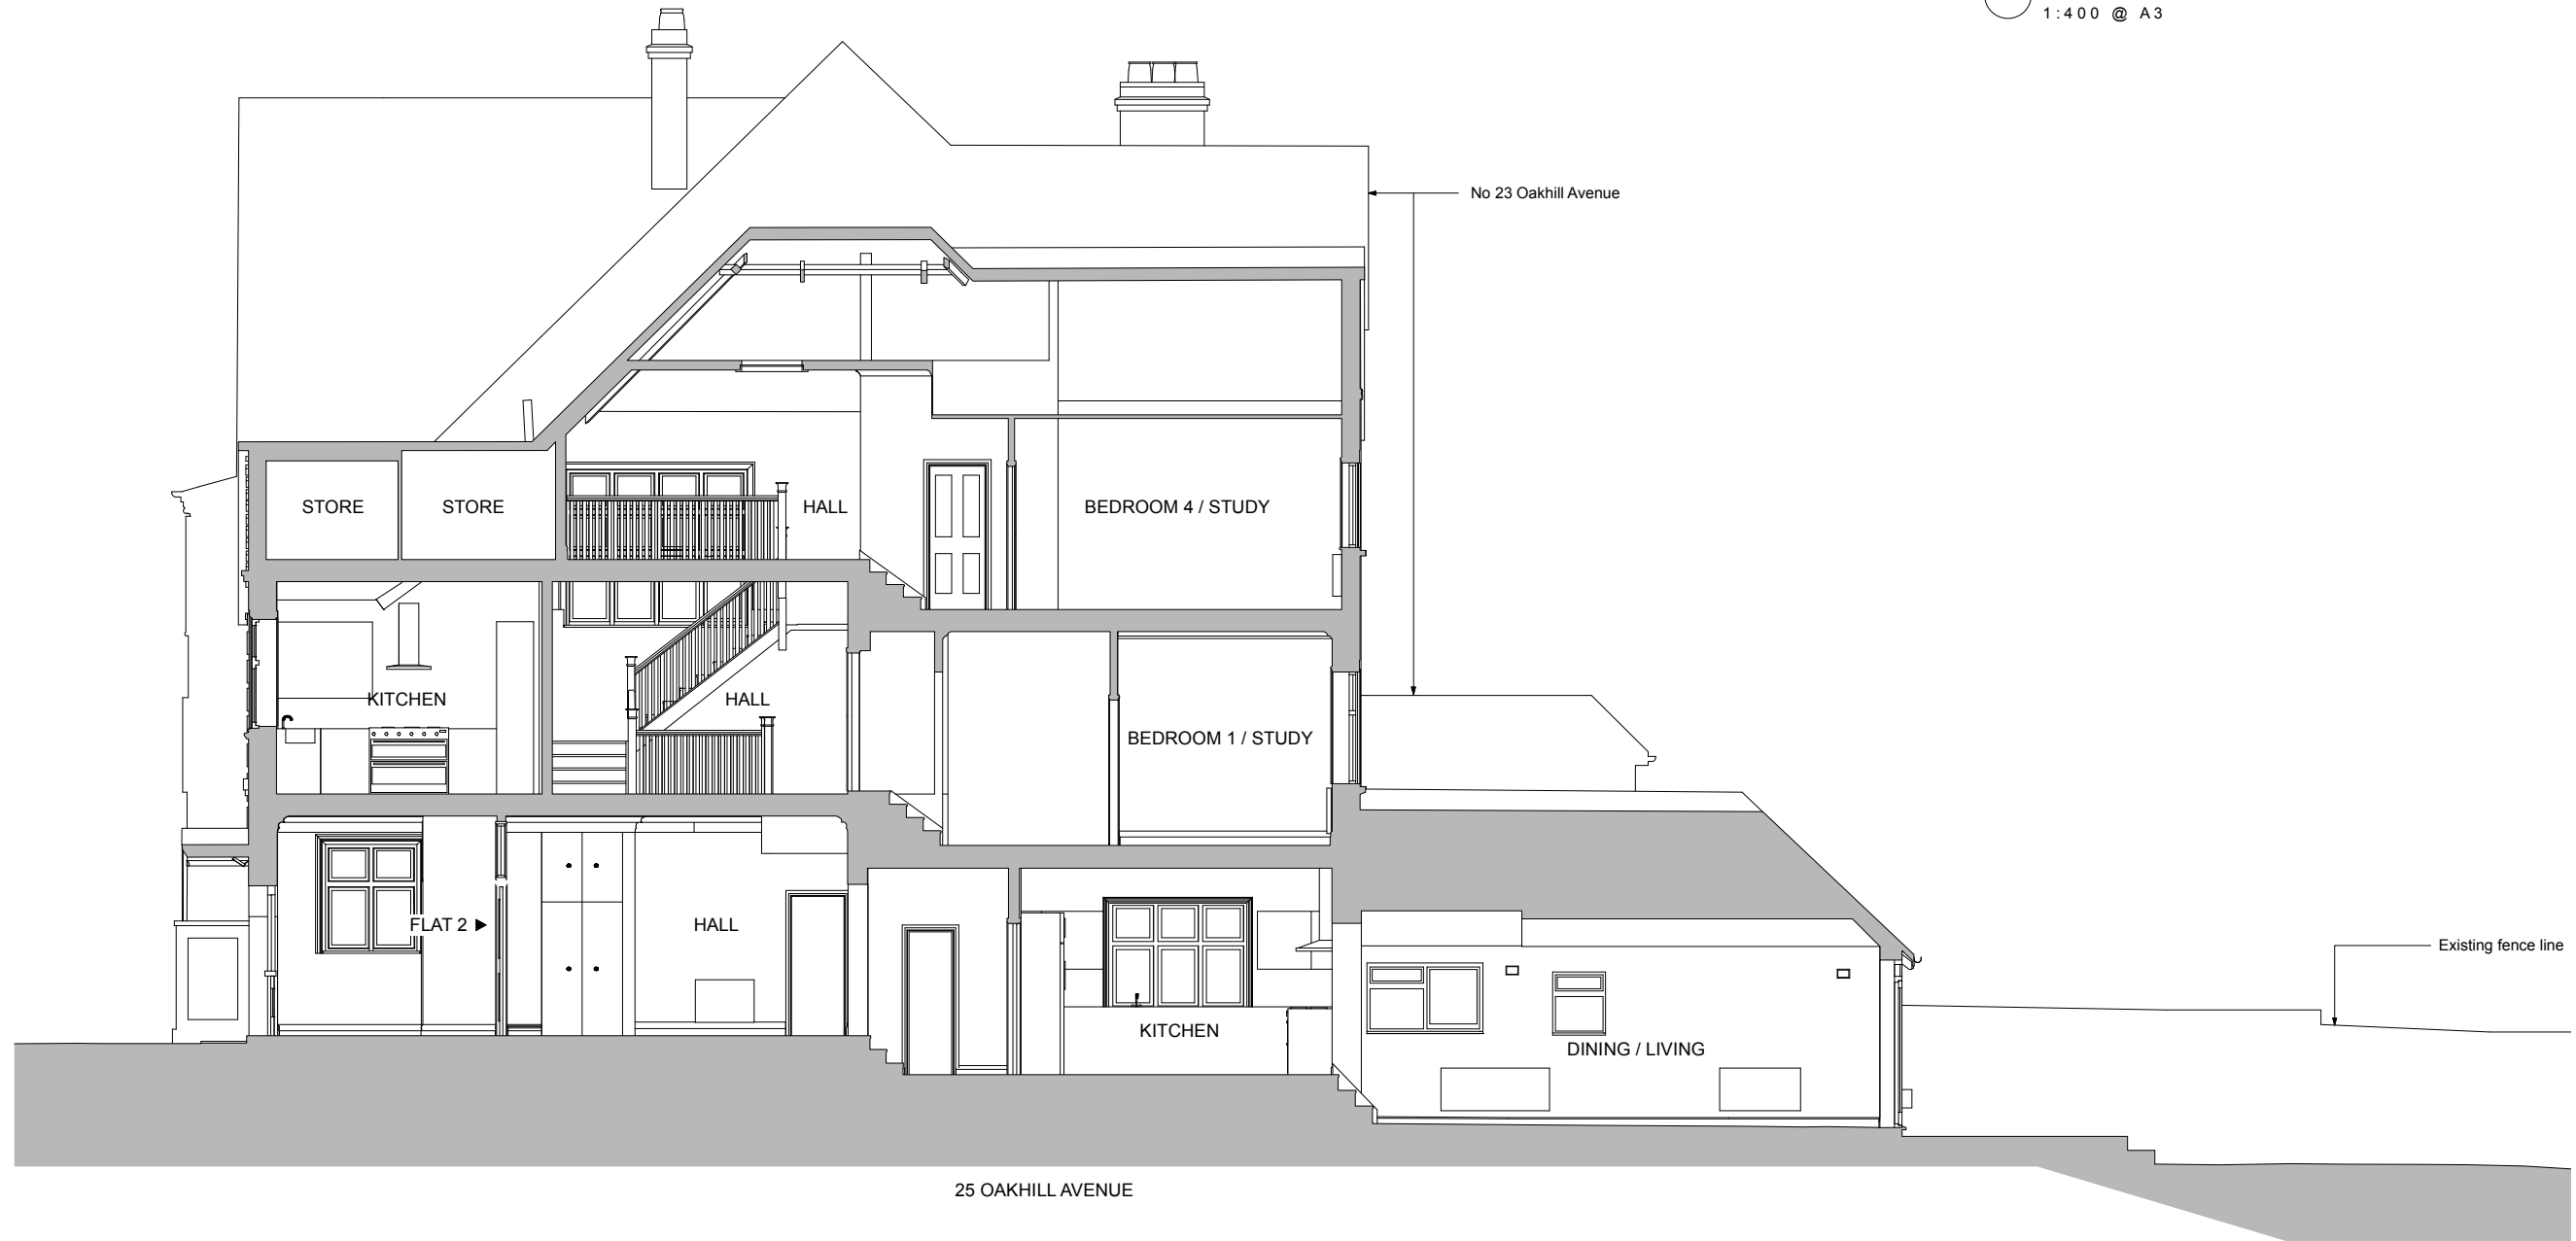 1:400 @ A3
No 23 Oakhill Avenue
STORE
STORE
HALL
BEDROOM 4 / STUDY
KITCHEN
HALL
BEDROOM 1 / STUDY
FLAT 2 ►
HALL
KITCHEN
DINING / LIVING
Existing fence line
25 OAKHILL AVENUE